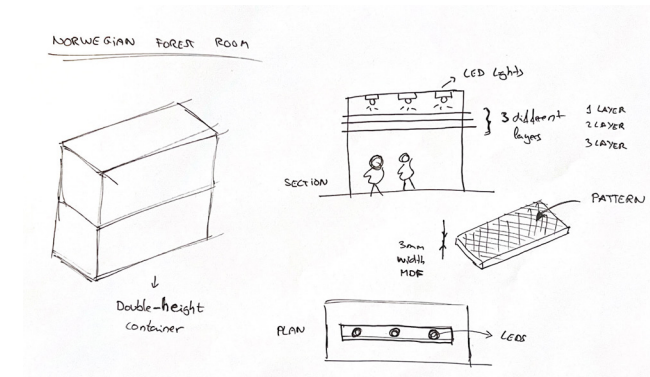 NORWEGIAN FOREST ROOM
LED Lights
3 different
layers
1 LAYER
2 LAYER
3 LAYER
SECTION
PATTERN
3mm
width
MDF
Double-height
container
PLAN
LEDS